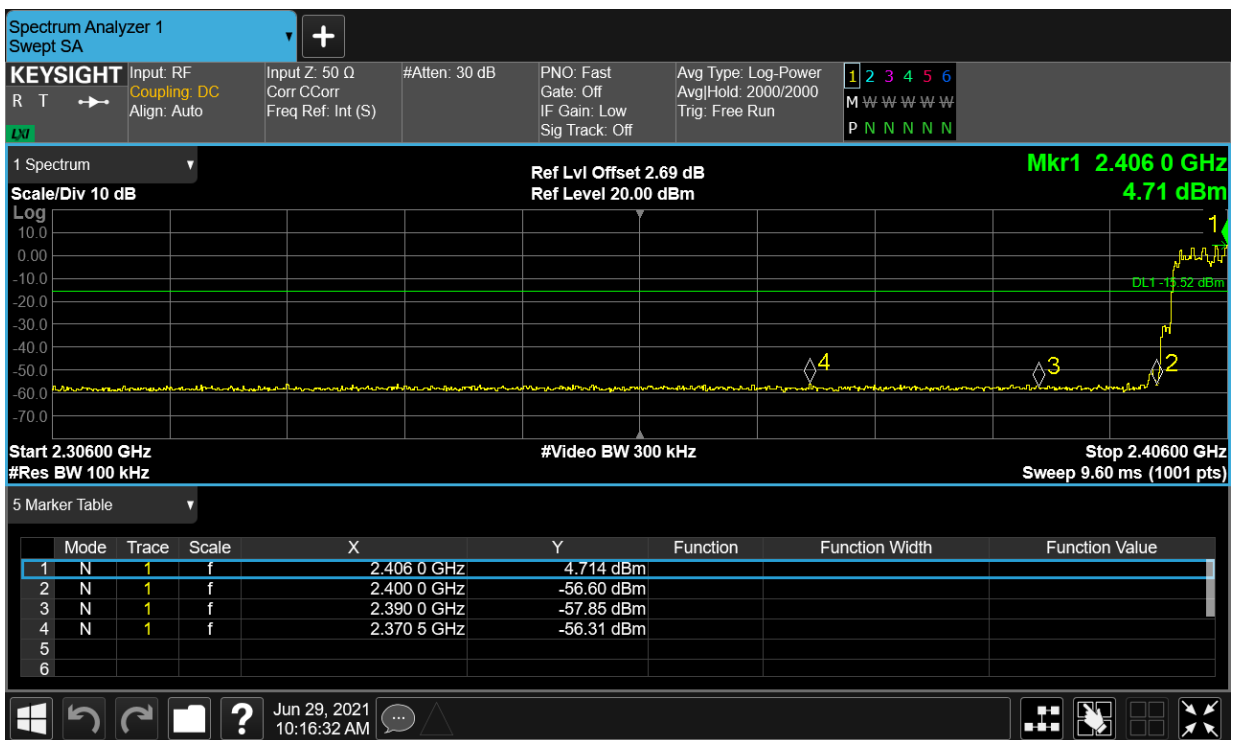 Spectrum Analyzer 1
Swept SA
KEYSIGHT
R T
LXI
Input: RF
Coupling: DC
Align: Auto
Input Z: 50 Ω
Corr CCorr
Freq Ref: Int (S)
#Atten: 30 dB
PNO: Fast
Gate: Off
IF Gain: Low
Sig Track: Off
Avg Type: Log-Power
Avg|Hold: 2000/2000
Trig: Free Run
1 2 3 4 5 6
M W W W W W
P N N N N N
1 Spectrum
Scale/Div 10 dB
Ref Lvl Offset 2.69 dB
Ref Level 20.00 dBm
Mkr1 2.406 0 GHz
4.71 dBm
Log
10.0
0.00
-10.0
-20.0
-30.0
-40.0
-50.0
-60.0
-70.0
1
DL1 -15.52 dBm
4
3
2
Start 2.30600 GHz
#Video BW 300 kHz
Stop 2.40600 GHz
#Res BW 100 kHz
Sweep 9.60 ms (1001 pts)
5 Marker Table
Mode Trace Scale X Y Function Function Width Function Value
1 N 1 f 2.406 0 GHz 4.714 dBm
2 N 1 f 2.400 0 GHz -56.60 dBm
3 N 1 f 2.390 0 GHz -57.85 dBm
4 N 1 f 2.370 5 GHz -56.31 dBm
5
6
?
Jun 29, 2021
10:16:32 AM